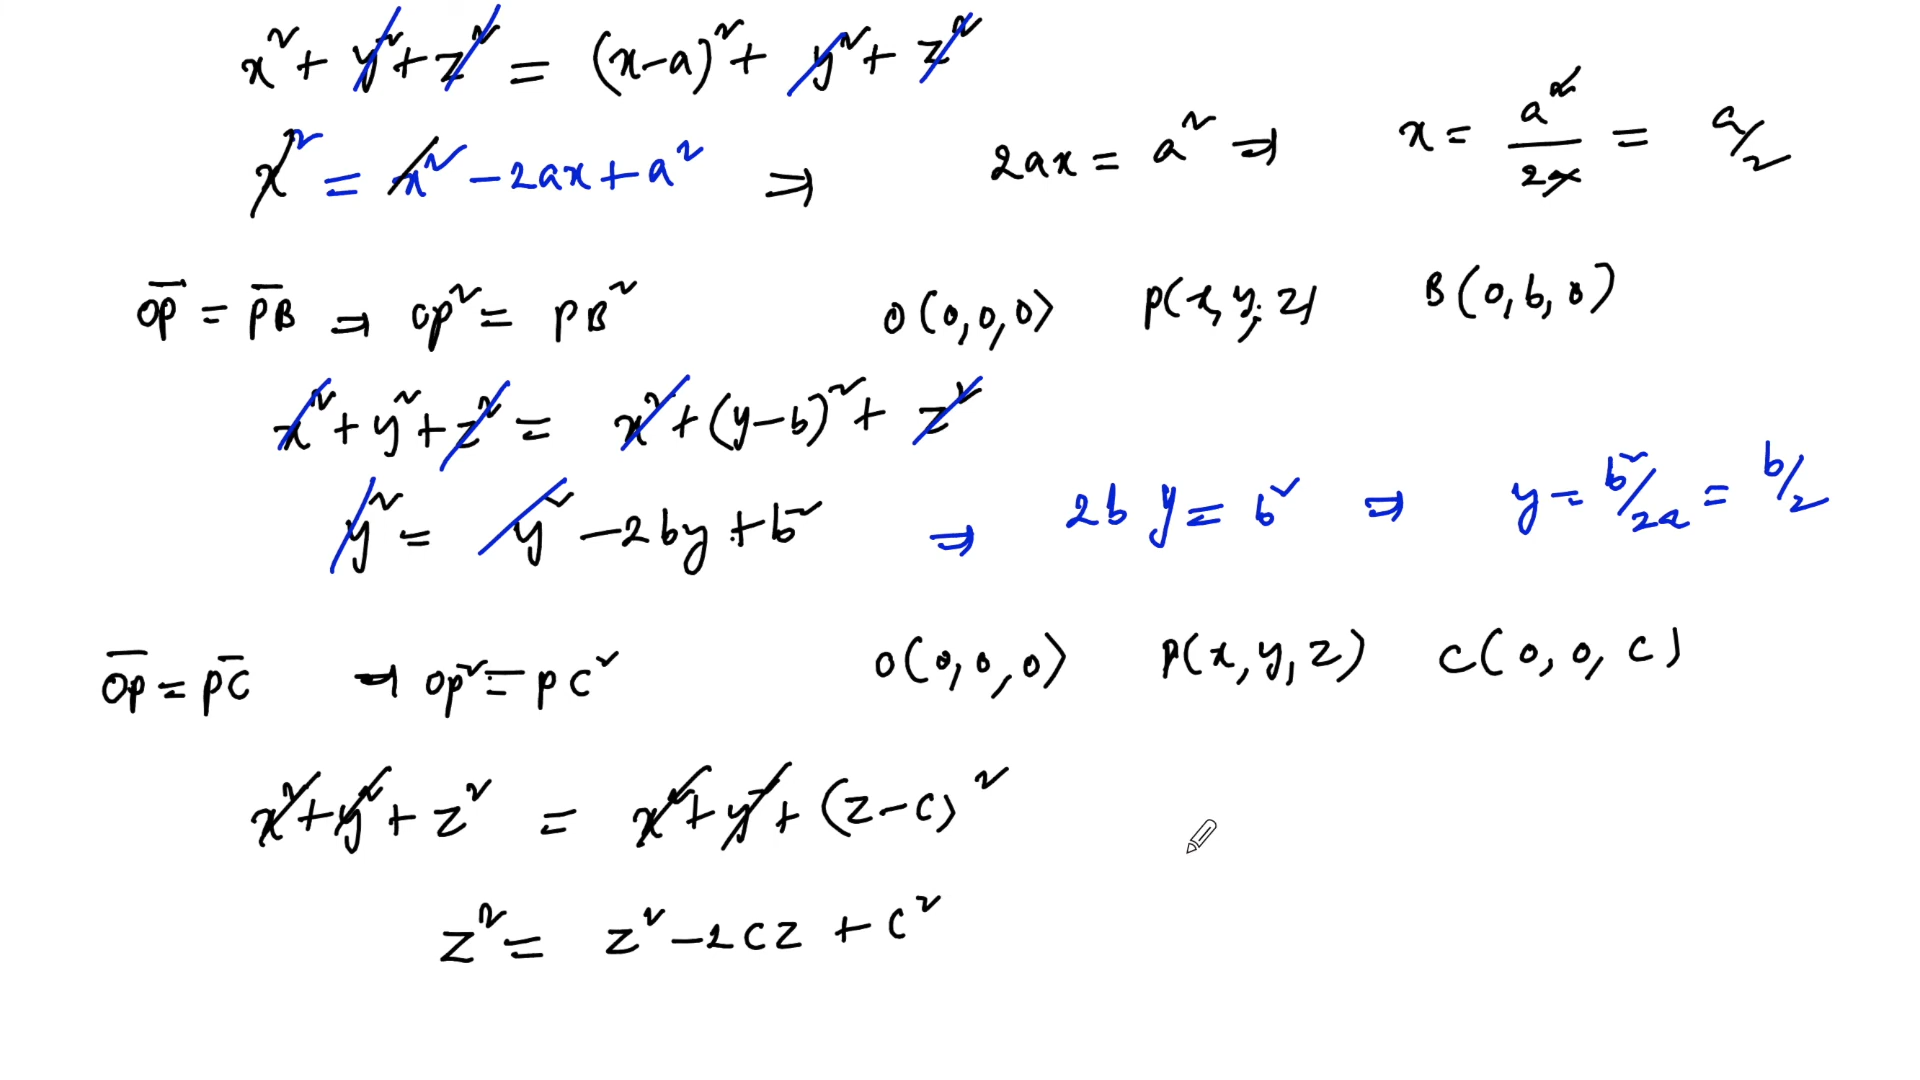 x² + y² + z² = (x-a)² + y² + z²
x² = x² - 2ax + a² ⇒ 2ax = a² ⇒ x = a²/2a = a/2
OP = PB ⇒ OP² = PB² O(0,0,0) P(x,y,z) B(0,b,0)
x² + y² + z² = x² + (y-b)² + z²
y² = y² - 2by + b² ⇒ 2by = b² ⇒ y = b²/2a = b/2
OP = PC ⇒ OP² = PC² O(0,0,0) P(x,y,z) C(0,0,C)
x² + y² + z² = x² + y² + (z-c)²
z² = z² - 2cz + c²